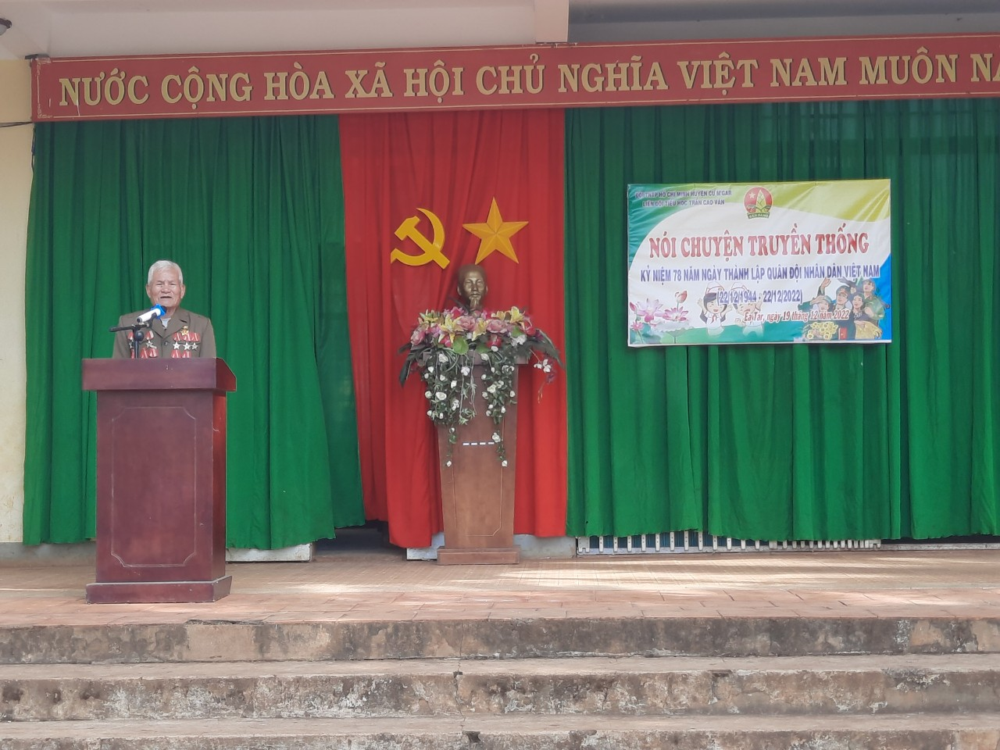 NƯỚC CỘNG HÒA XÃ HỘI CHỦ NGHĨA VIỆT NAM MUÔN NĂ
ĐỘI TNTP HỒ CHÍ MINH HUYỆN CƯ M'GAR
LIÊN ĐỘI TIỂU HỌC TRẦN CAO VÂN
NÓI CHUYỆN TRUYỀN THỐNG
KỶ NIỆM 78 NĂM NGÀY THÀNH LẬP QUÂN ĐỘI NHÂN DÂN VIỆT NAM
(22/12/1944 - 22/12/2022)
Ea Tar, ngày 19 tháng 12 năm 2022